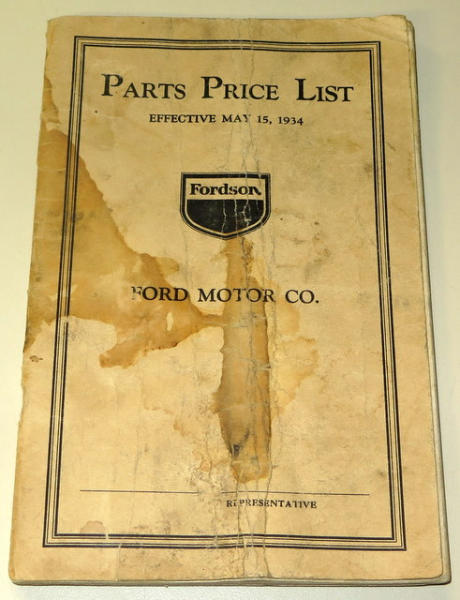 PARTS PRICE LIST
EFFECTIVE MAY 15, 1934
Fordson
FORD MOTOR CO.
REPRESENTATIVE